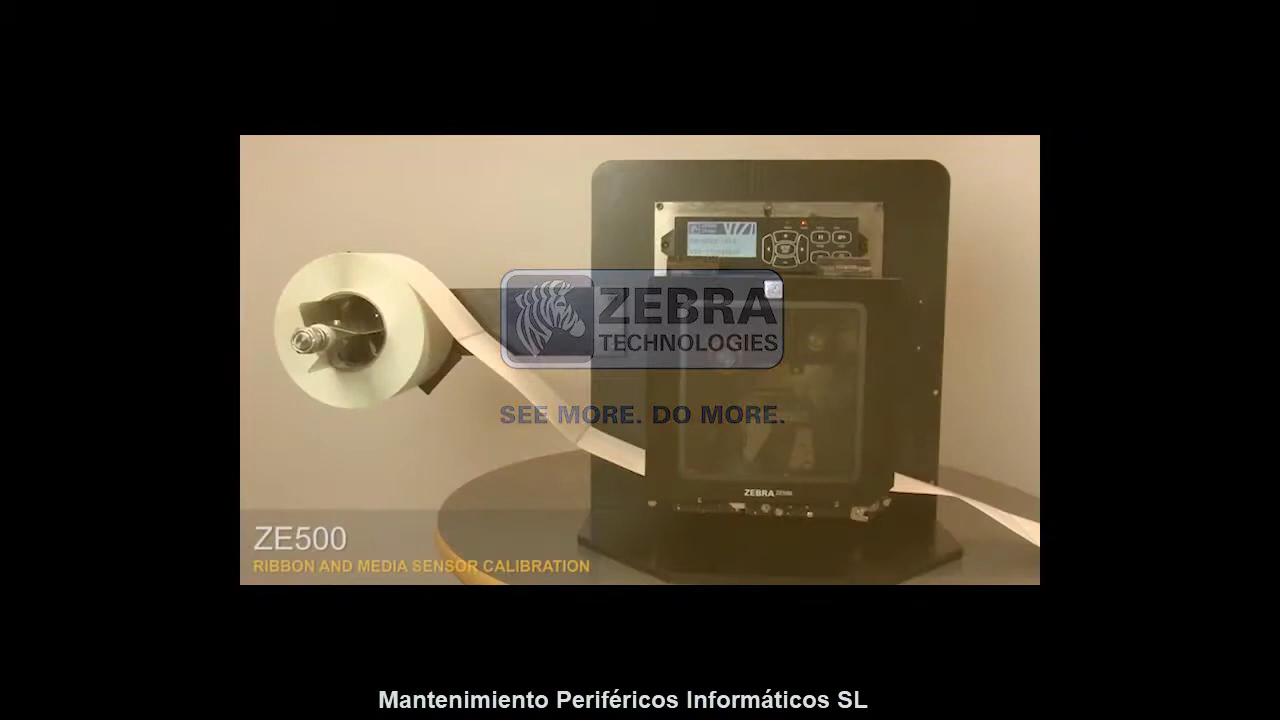 ZEBRA
TECHNOLOGIES
SEE MORE. DO MORE.
ZEBRA
ZE500
RIBBON AND MEDIA SENSOR CALIBRATION
Mantenimiento Periféricos Informáticos SL